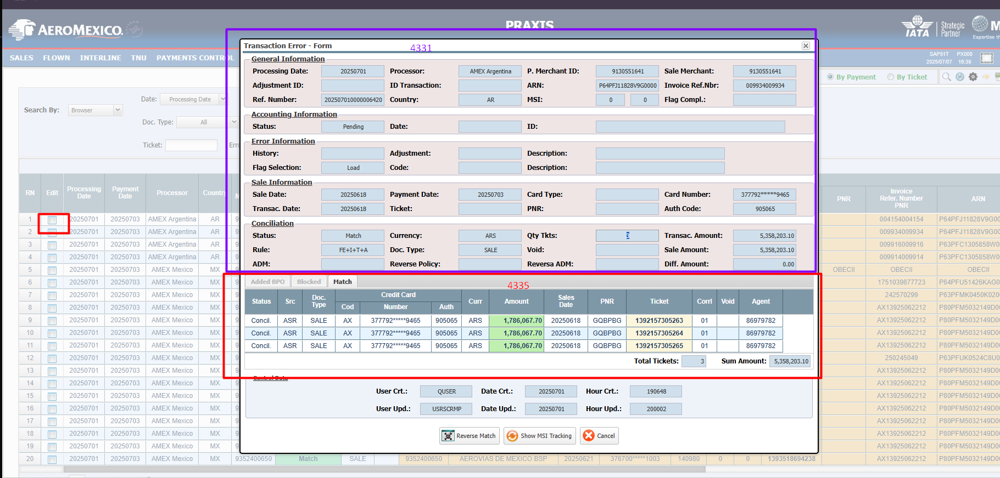 AEROMEXICO. PRAXIS IATA Strategic Partner
Expertise
SALES FLOWN INTERLINE TNU PAYMENTS CONTROL SAP51T PX000
2025/07/07 16:39
Search By: Browser Date: Processing Date By Payment By Ticket
Doc. Type: All
Ticket:
Transaction Error - Form 4331
General Information
Processing Date: 20250701 Processor: AMEX Argentina P. Merchant ID: 9130551641 Sale Merchant: 9130551641
Adjustment ID: ID Transaction: ARN: P64PFJ11828V9G0000 Invoice Ref.Nbr: 009934009934
Ref. Number: 202507010000006420 Country: AR MSI: 0 0 Flag Compl.:
Accounting Information
Status: Pending Date: ID:
Error Information
History: Adjustment: Description:
Flag Selection: Load Code: Description:
Sale Information
Sale Date: 20250618 Payment Date: 20250703 Card Type: Card Number: 377792*****9465
Transac. Date: 20250618 Ticket: PNR: Auth Code: 905065
Conciliation
Status: Match Currency: ARS Qty Tkts: 3 Transac. Amount: 5,358,203.10
Rule: FE+I+T+A Doc. Type: SALE Void: Sale Amount: 5,358,203.10
ADM: Reverse Policy: Reversa ADM: Diff. Amount: 0.00
Added BPO Blocked Match 4335
Status Src Doc. Type Credit Card Cod Number Auth Curr Amount Sales Date PNR Ticket Corrl Void Agent
Concil. ASR SALE AX 377792*****9465 905065 ARS 1,786,067.70 20250618 GQBPBG 1392157305263 01 86979782
Concil. ASR SALE AX 377792*****9465 905065 ARS 1,786,067.70 20250618 GQBPBG 1392157305264 01 86979782
Concil. ASR SALE AX 377792*****9465 905065 ARS 1,786,067.70 20250618 GQBPBG 1392157305265 01 86979782
Total Tickets: 3 Sum Amount: 5,358,203.10
Control Data
User Crt.: QUSER Date Crt.: 20250701 Hour Crt.: 190648
User Upd.: USRSCRMP Date Upd.: 20250701 Hour Upd.: 200002
Reverse Match Show MSI Tracking Cancel
RN Edit Processing Date Payment Date Processor Country PNR Invoice Refer. Number PNR ARN
1 20250701 20250703 AMEX Argentina AR 004154004154 P64PFJ11828V9G00
2 20250701 20250703 AMEX Argentina AR 009934009934 P64PFJ11828V9G00
3 20250701 20250703 AMEX Argentina AR 009916009916 P63PFC1305858W0
4 20250701 20250703 AMEX Argentina AR 009914009914 P63PFC1305858W0
5 20250701 20250703 AMEX Mexico MX OBECII OBECII OBECII
6 20250701 20250703 AMEX Mexico MX 1751039877723 P64PFU51426KAG0
7 20250701 20250703 AMEX Mexico MX 242570299 P63PFMK0450K020
8 20250701 20250703 AMEX Mexico MX AX13925062212 P80PFM5032149D0
9 20250701 20250703 AMEX Mexico MX AX13925062212 P80PFM5032149D0
10 20250701 20250703 AMEX Mexico MX AX13925062212 P80PFM5032149D0
11 20250701 20250703 AMEX Mexico MX AX13925062212 P80PFM5032149D0
12 20250701 20250703 AMEX Mexico MX 250245049 P63PFUK0524C8U0
13 20250701 20250703 AMEX Mexico MX AX13925062212 P80PFM5032149D0
14 20250701 20250703 AMEX Mexico MX AX13925062212 P80PFM5032149D0
15 20250701 20250703 AMEX Mexico MX AX13925062212 P80PFM5032149D0
16 20250701 20250703 AMEX Mexico MX AX13925062212 P80PFM5032149D0
17 20250701 20250703 AMEX Mexico MX AX13925062212 P80PFM5032149D0
18 20250701 20250703 AMEX Mexico MX AX13925062212 P80PFM5032149D0
19 20250701 20250703 AMEX Mexico MX AX13925062212 P80PFM5032149D0
20 20250701 20250703 AMEX Mexico MX 9352400650 Match SALE 9352400650 AEROVIAS DE MEXICO BSP 20250621 376700*****1003 140980 0 0 1393518694238 AX13925062212 P80PFM5032149D0